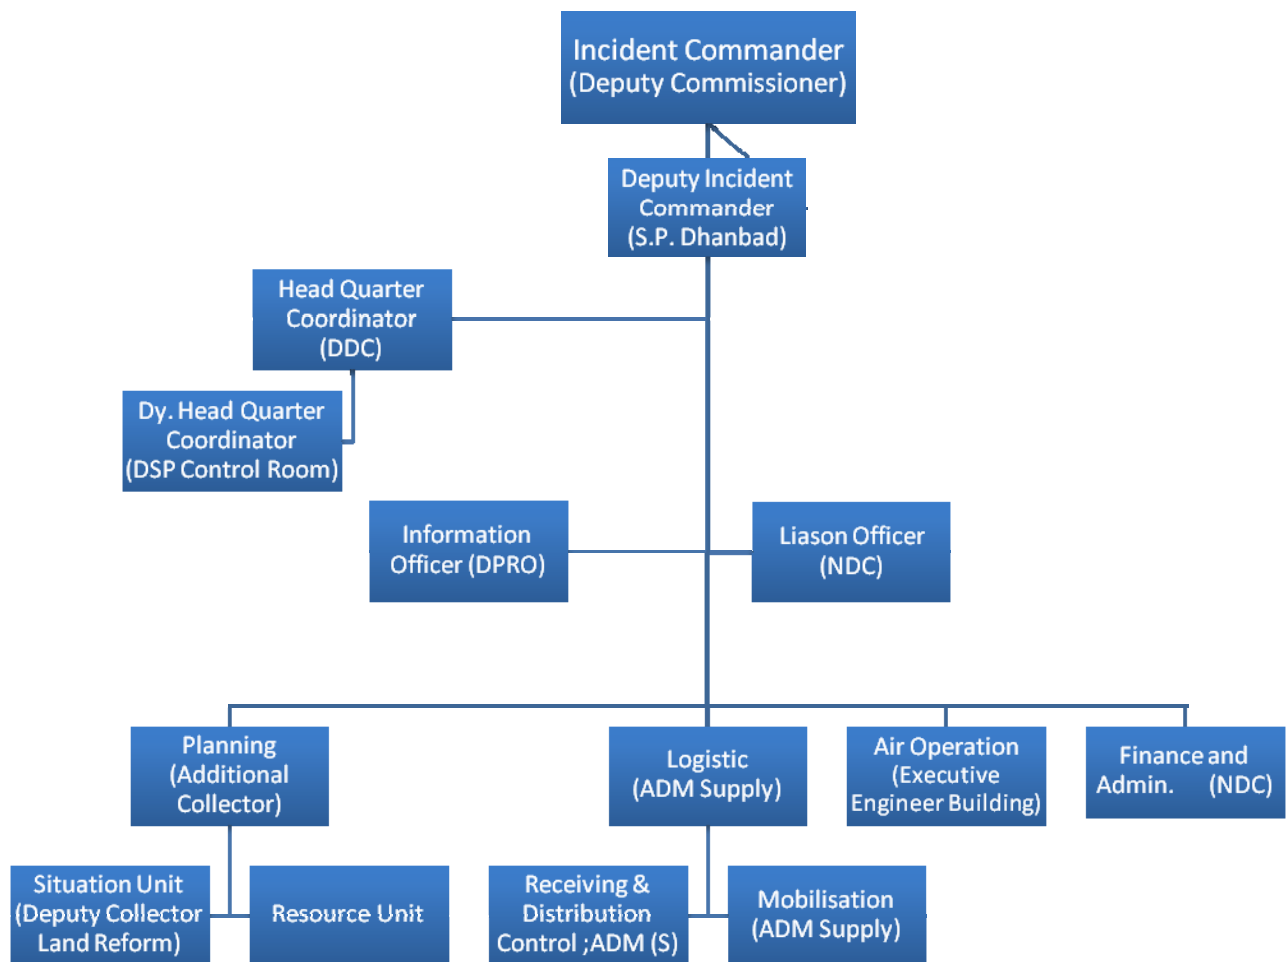 Incident Commander
(Deputy Commissioner)
Deputy Incident
Commander
(S.P. Dhanbad)
Head Quarter
Coordinator
(DDC)
Dy. Head Quarter
Coordinator
(DSP Control Room)
Information
Officer (DPRO)
Liason Officer
(NDC)
Planning
(Additional
Collector)
Logistic
(ADM Supply)
Air Operation
(Executive
Engineer Building)
Finance and
Admin. (NDC)
Situation Unit
(Deputy Collector
Land Reform)
Resource Unit
Receiving &
Distribution
Control ;ADM (S)
Mobilisation
(ADM Supply)